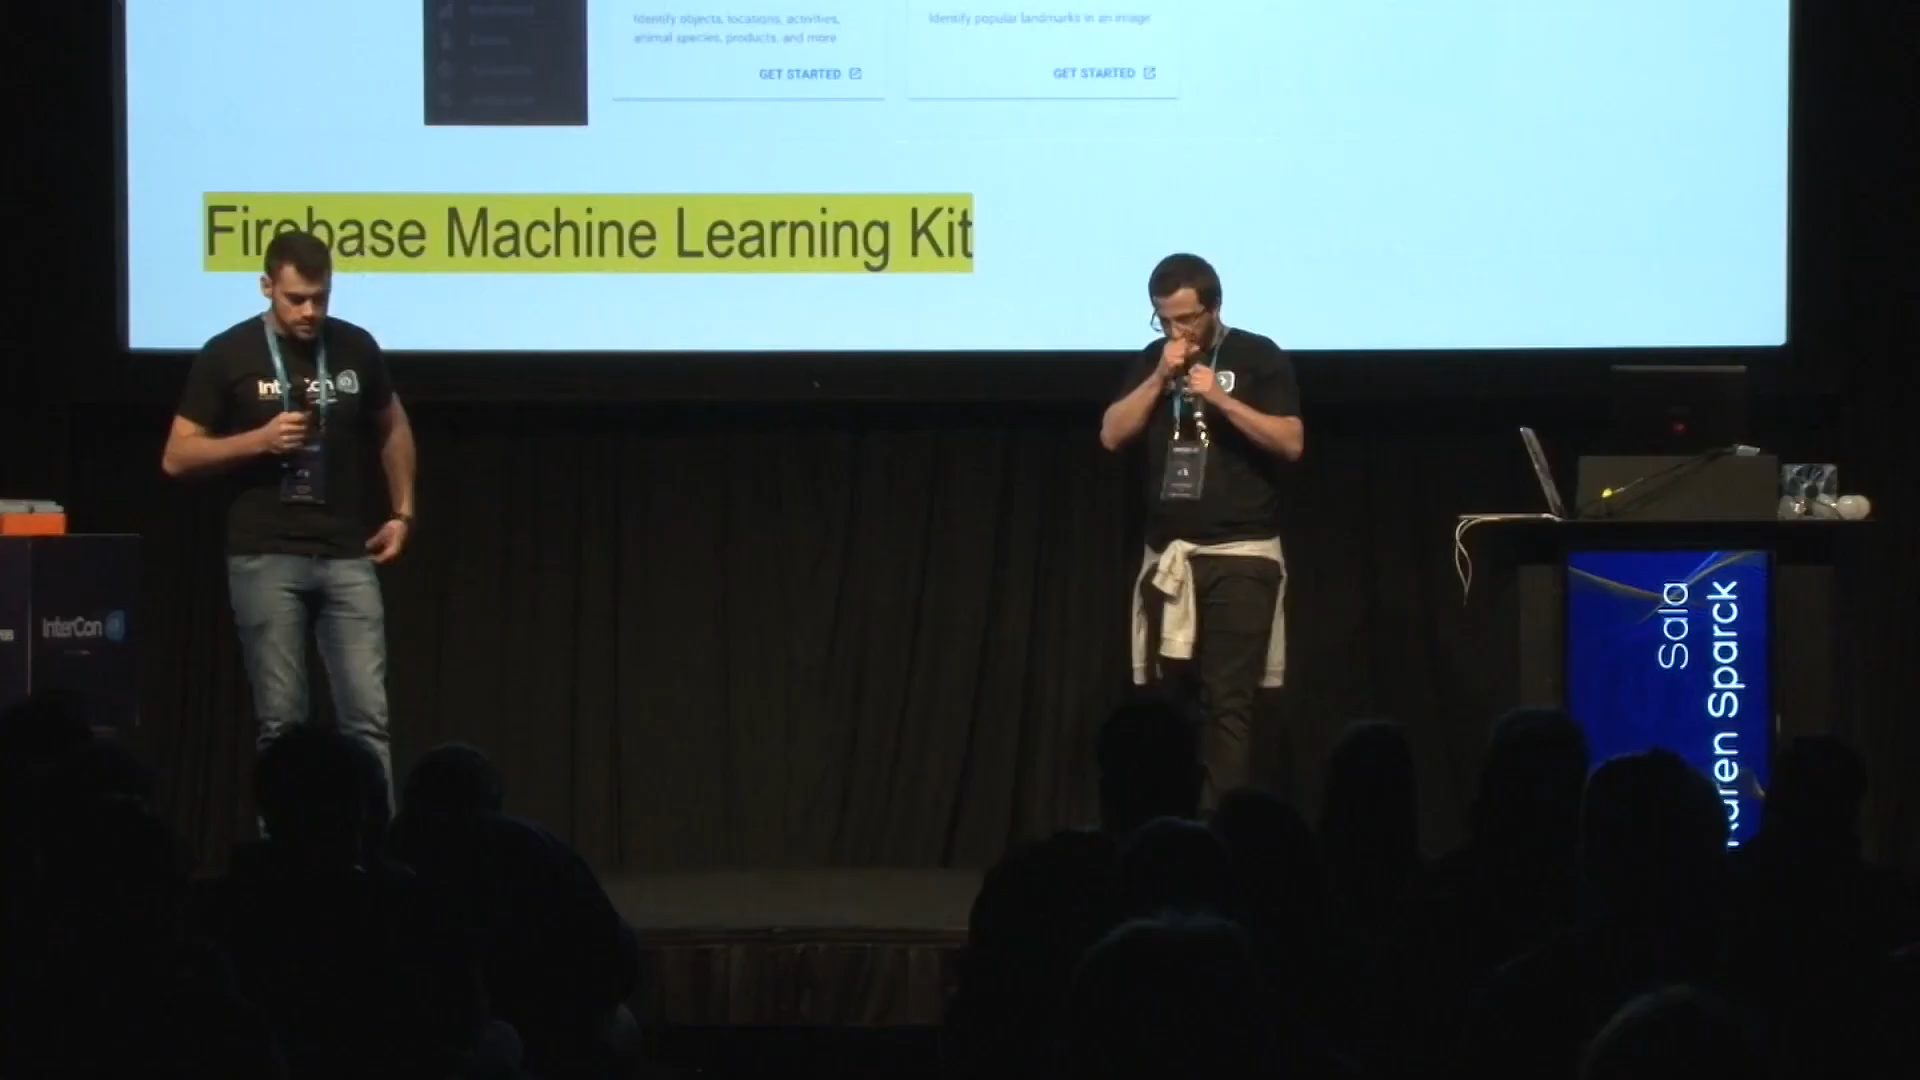 Identify objects, locations, activities,
animal species, products, and more
GET STARTED
Identify popular landmarks in an image
GET STARTED
Firebase Machine Learning Kit
InterCon
Sala
Sparck